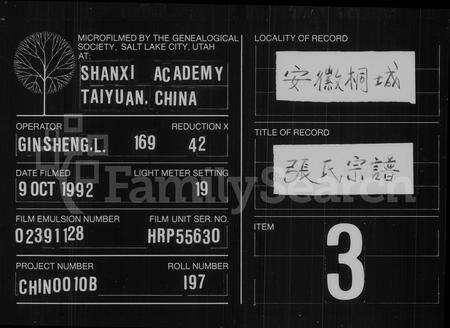 MICROFILMED BY THE GENEALOGICAL
SOCIETY, SALT LAKE CITY, UTAH
AT:
SHANXI ACADEMY
TAIYUAN. CHINA
OPERATOR
REDUCTION X
GINSHENG.L. 169 42
DATE FILMED
LIGHT METER SETTING
9 OCT 1992 19
FILM EMULSION NUMBER
FILM UNIT SER. NO.
02391128 HRP55630
PROJECT NUMBER
ROLL NUMBER
CHIN0010B 197
LOCALITY OF RECORD
安徽桐城
TITLE OF RECORD
張氏宗譜
ITEM
3
FamilySearch